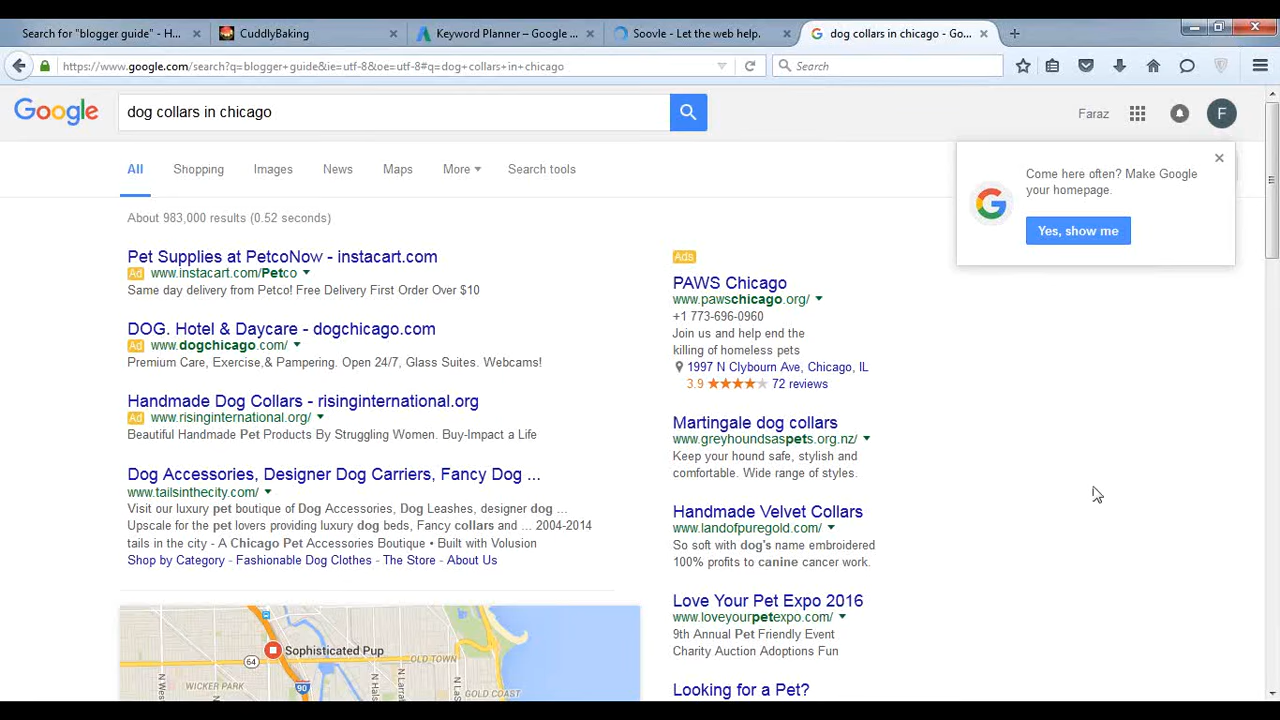 Search for "blogger guide" - H...
CuddlyBaking
Keyword Planner – Google ...
Soovle - Let the web help.
dog collars in chicago - Go...
https://www.google.com/search?q=blogger+guide&ie=utf-8&oe=utf-8#q=dog+collars+in+chicago
Search
Google
dog collars in chicago
Faraz
F
All
Shopping
Images
News
Maps
More
Search tools
Come here often? Make Google
your homepage.
Yes, show me
About 983,000 results (0.52 seconds)
Pet Supplies at PetcoNow - instacart.com
Ad www.instacart.com/Petco
Same day delivery from Petco! Free Delivery First Order Over $10
DOG. Hotel & Daycare - dogchicago.com
Ad www.dogchicago.com/
Premium Care, Exercise,& Pampering. Open 24/7, Glass Suites. Webcams!
Handmade Dog Collars - risinginternational.org
Ad www.risinginternational.org/
Beautiful Handmade Pet Products By Struggling Women. Buy-Impact a Life
Dog Accessories, Designer Dog Carriers, Fancy Dog ...
www.tailsinthecity.com/
Visit our luxury pet boutique of Dog Accessories, Dog Leashes, designer dog ...
Upscale for the pet lovers providing luxury dog beds, Fancy collars and ... 2004-2014
tails in the city - A Chicago Pet Accessories Boutique • Built with Volusion
Shop by Category - Fashionable Dog Clothes - The Store - About Us
Sophisticated Pup
64
OLD TOWN
WICKER PARK
90
GOLD COAST
Ads
PAWS Chicago
www.pawschicago.org/
+1 773-696-0960
Join us and help end the
killing of homeless pets
1997 N Clybourn Ave, Chicago, IL
3.9 72 reviews
Martingale dog collars
www.greyhoundsaspets.org.nz/
Keep your hound safe, stylish and
comfortable. Wide range of styles.
Handmade Velvet Collars
www.landofpuregold.com/
So soft with dog's name embroidered
100% profits to canine cancer work.
Love Your Pet Expo 2016
www.loveyourpetexpo.com/
9th Annual Pet Friendly Event
Charity Auction Adoptions Fun
Looking for a Pet?